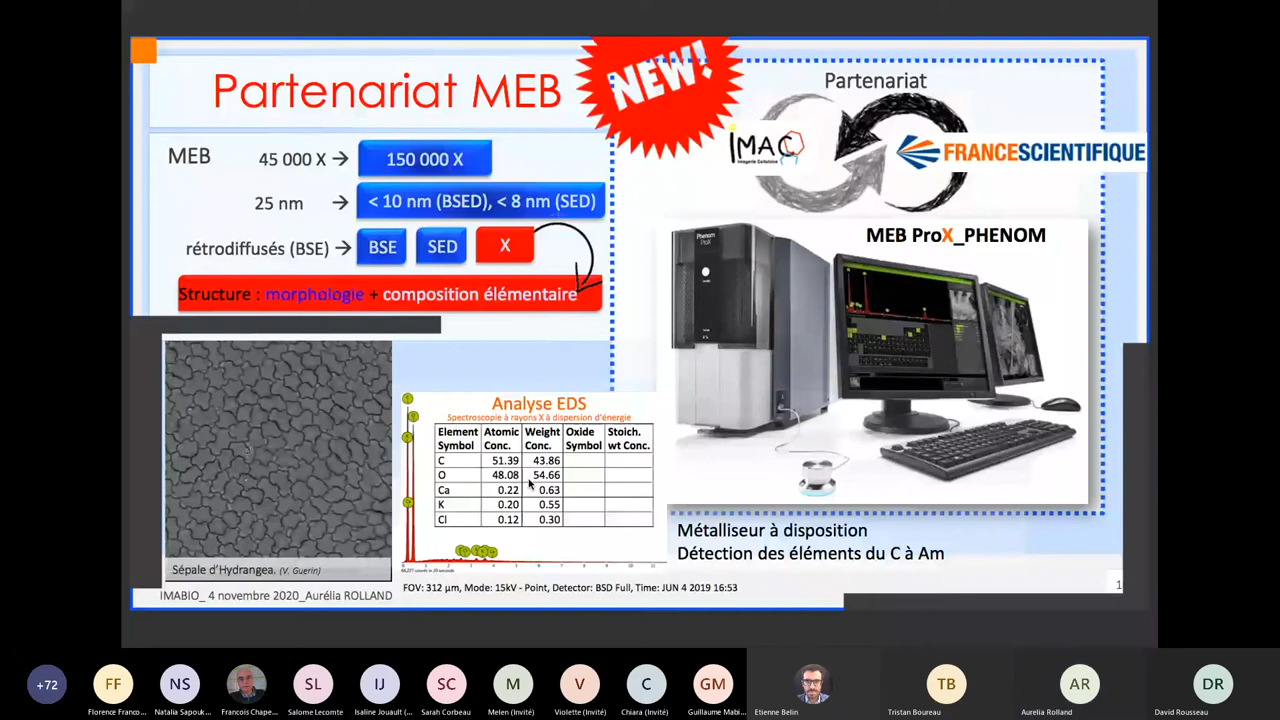 Partenariat MEB
NEW!
MEB
45 000 X → 150 000 X
25 nm → < 10 nm (BSED), < 8 nm (SED)
rétrodiffusés (BSE) → BSE SED X
Structure : morphologie + composition élémentaire
Partenariat
iMAC
Imagerie Cellulaire
FRANCESCIENTIFIQUE
MEB ProX_PHENOM
Phenom
ProX
Métalliseur à disposition
Détection des éléments du C à Am
Sépale d'Hydrangea. (V. Guerin)
Analyse EDS
Spectroscopie à rayons X à dispersion d'énergie
Element Symbol Atomic Conc. Weight Conc. Oxide Symbol Stoich. wt Conc.
C 51.39 43.86
O 48.08 54.66
Ca 0.22 0.63
K 0.20 0.55
Cl 0.12 0.30
FOV: 312 µm, Mode: 15kV - Point, Detector: BSD Full, Time: JUN 4 2019 16:53
IMABIO_ 4 novembre 2020_Aurélia ROLLAND
1
+72 FF NS SL IJ SC M V C GM TB AR DR
Florence Franco... Natalia Sapouk... Francois Chape... Salome Lecomte Isaline Jouault (... Sarah Corbeau Melen (Invité) Violette (Invité) Chiara (Invité) Guillaume Mabi... Etienne Belin Tristan Boureau Aurelia Rolland David Rousseau